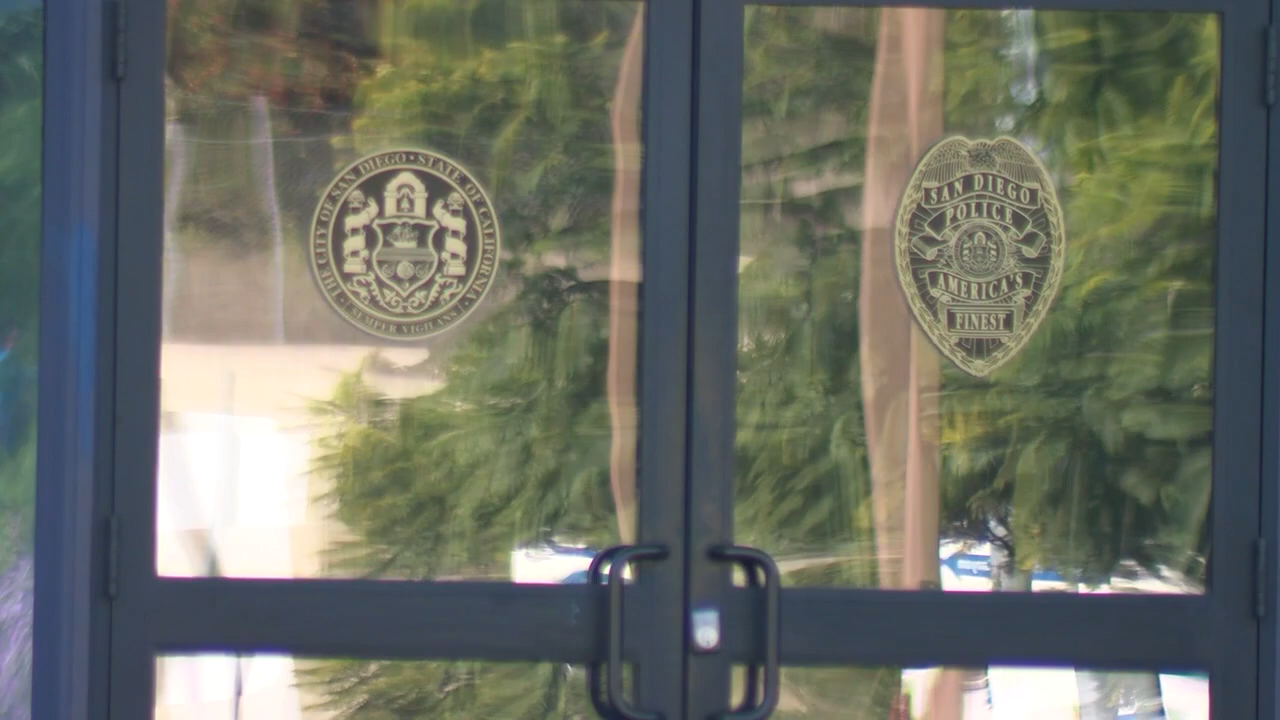 THE CITY OF SAN DIEGO • STATE OF CALIFORNIA
SEMPER VIGILANS
SAN DIEGO
POLICE
AMERICA'S
FINEST